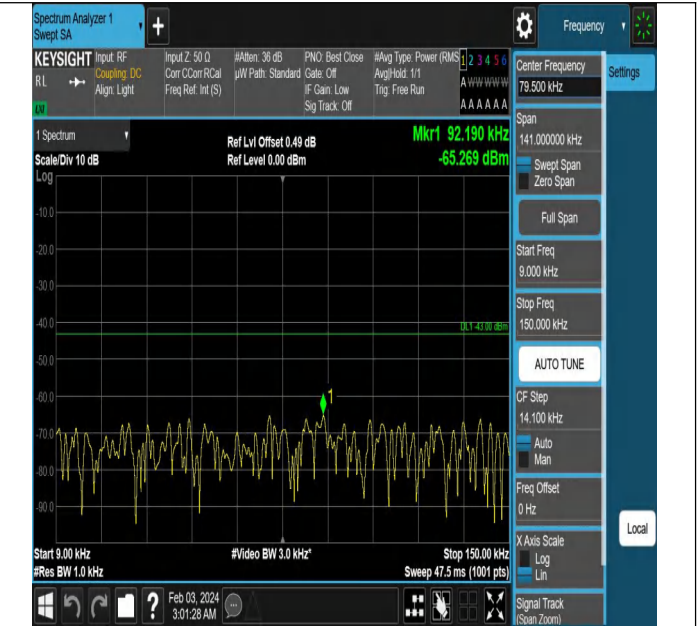 Spectrum Analyzer 1
Swept SA
Frequency
KEYSIGHT
RL
LXI
Input: RF
Coupling: DC
Align: Light
Input Z: 50 Ω
Corr CCorr RCal
Freq Ref: Int (S)
#Atten: 36 dB
µW Path: Standard
PNO: Best Close
Gate: Off
IF Gain: Low
Sig Track: Off
#Avg Type: Power (RMS
Avg|Hold: 1/1
Trig: Free Run
1 2 3 4 5 6
A W W W W W
A A A A A A
1 Spectrum
Scale/Div 10 dB
Log
Ref Lvl Offset 0.49 dB
Ref Level 0.00 dBm
Mkr1 92.190 kHz
-65.269 dBm
-10.0
-20.0
-30.0
-40.0
DL1 -43.00 dBm
-50.0
-60.0
1
-70.0
-80.0
-90.0
Start 9.00 kHz
#Res BW 1.0 kHz
#Video BW 3.0 kHz*
Stop 150.00 kHz
Sweep 47.5 ms (1001 pts)
Feb 03, 2024
3:01:28 AM
Center Frequency
79.500 kHz
Settings
Span
141.000000 kHz
Swept Span
Zero Span
Full Span
Start Freq
9.000 kHz
Stop Freq
150.000 kHz
AUTO TUNE
CF Step
14.100 kHz
Auto
Man
Freq Offset
0 Hz
X Axis Scale
Log
Lin
Local
Signal Track
(Span Zoom)